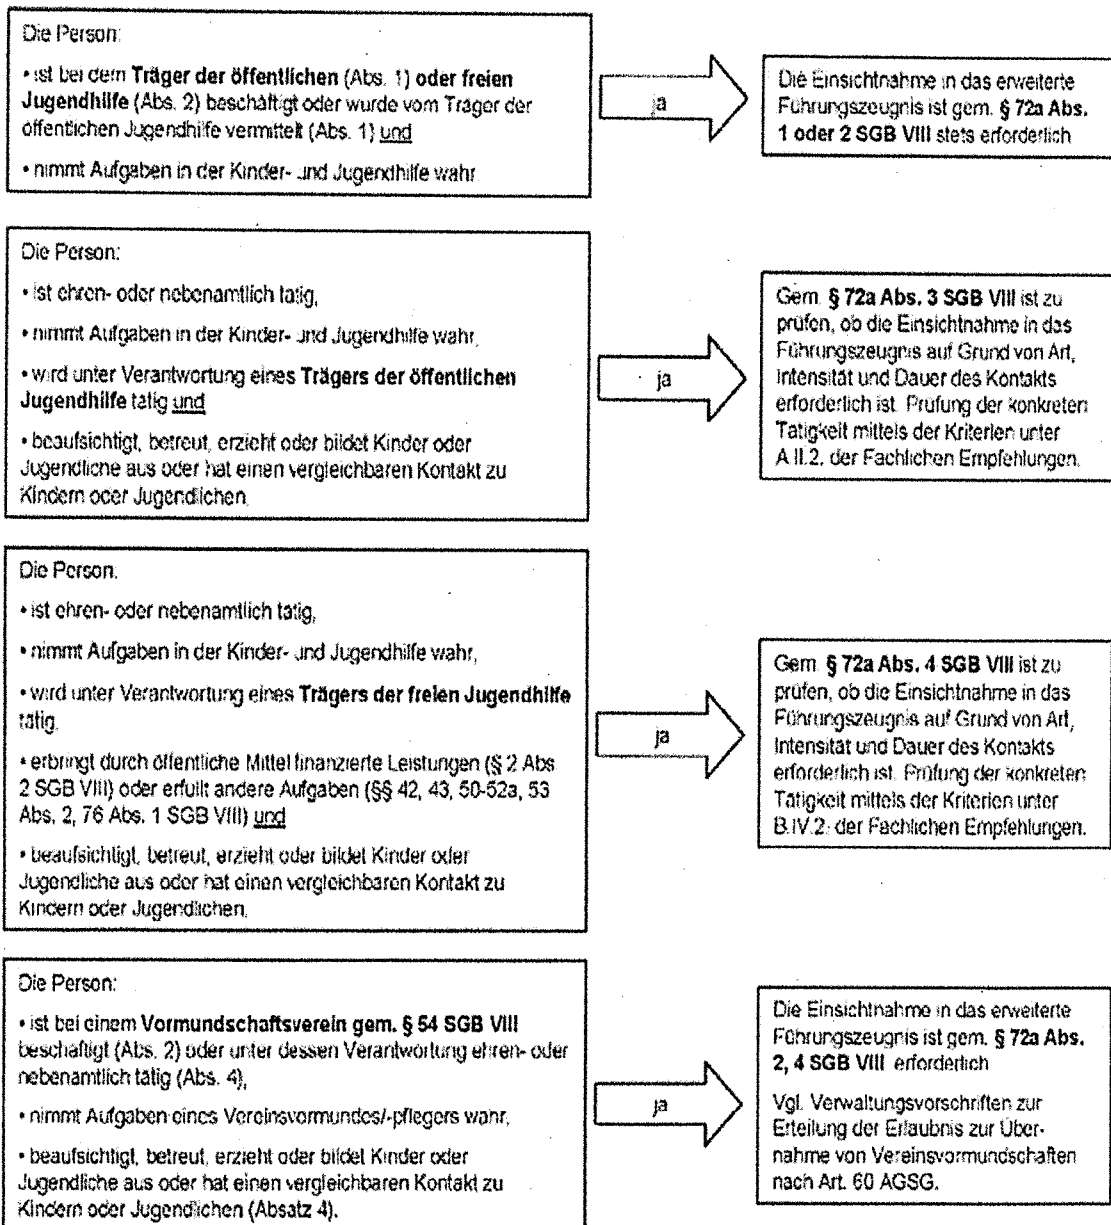 Die Person:
• ist bei dem Träger der öffentlichen (Abs. 1) oder freien
Jugendhilfe (Abs. 2) beschäftigt oder wurde vom Träger der
öffentlichen Jugendhilfe vermittelt (Abs. 1) und
• nimmt Aufgaben in der Kinder- und Jugendhilfe wahr.
ja
Die Einsichtnahme in das erweiterte
Führungszeugnis ist gem. § 72a Abs.
1 oder 2 SGB VIII stets erforderlich
Die Person:
• ist ehren- oder nebenamtlich tätig,
• nimmt Aufgaben in der Kinder- und Jugendhilfe wahr,
• wird unter Verantwortung eines Trägers der öffentlichen
Jugendhilfe tätig und
• beaufsichtigt, betreut, erzieht oder bildet Kinder oder
Jugendliche aus oder hat einen vergleichbaren Kontakt zu
Kindern oder Jugendlichen.
ja
Gem. § 72a Abs. 3 SGB VIII ist zu
prüfen, ob die Einsichtnahme in das
Führungszeugnis auf Grund von Art,
Intensität und Dauer des Kontakts
erforderlich ist. Prüfung der konkreten
Tätigkeit mittels der Kriterien unter
A.II.2. der Fachlichen Empfehlungen.
Die Person:
• ist ehren- oder nebenamtlich tätig,
• nimmt Aufgaben in der Kinder- und Jugendhilfe wahr,
• wird unter Verantwortung eines Trägers der freien Jugendhilfe
tätig,
• erbringt durch öffentliche Mittel finanzierte Leistungen (§ 2 Abs
2 SGB VIII) oder erfüllt andere Aufgaben (§§ 42, 43, 50-52a, 53
Abs. 2, 76 Abs. 1 SGB VIII) und
• beaufsichtigt, betreut, erzieht oder bildet Kinder oder
Jugendliche aus oder hat einen vergleichbaren Kontakt zu
Kindern oder Jugendlichen.
ja
Gem. § 72a Abs. 4 SGB VIII ist zu
prüfen, ob die Einsichtnahme in das
Führungszeugnis auf Grund von Art,
Intensität und Dauer des Kontakts
erforderlich ist. Prüfung der konkreten
Tätigkeit mittels der Kriterien unter
B.IV.2. der Fachlichen Empfehlungen.
Die Person:
• ist bei einem Vormundschaftsverein gem. § 54 SGB VIII
beschäftigt (Abs. 2) oder unter dessen Verantwortung ehren- oder
nebenamtlich tätig (Abs. 4),
• nimmt Aufgaben eines Vereinsvormundes/-pflegers wahr,
• beaufsichtigt, betreut, erzieht oder bildet Kinder oder
Jugendliche aus oder hat einen vergleichbaren Kontakt zu
Kindern oder Jugendlichen (Absatz 4).
ja
Die Einsichtnahme in das erweiterte
Führungszeugnis ist gem. § 72a Abs.
2, 4 SGB VIII erforderlich
Vgl. Verwaltungsvorschriften zur
Erteilung der Erlaubnis zur Über-
nahme von Vereinsvormundschaften
nach Art. 60 AGSG.